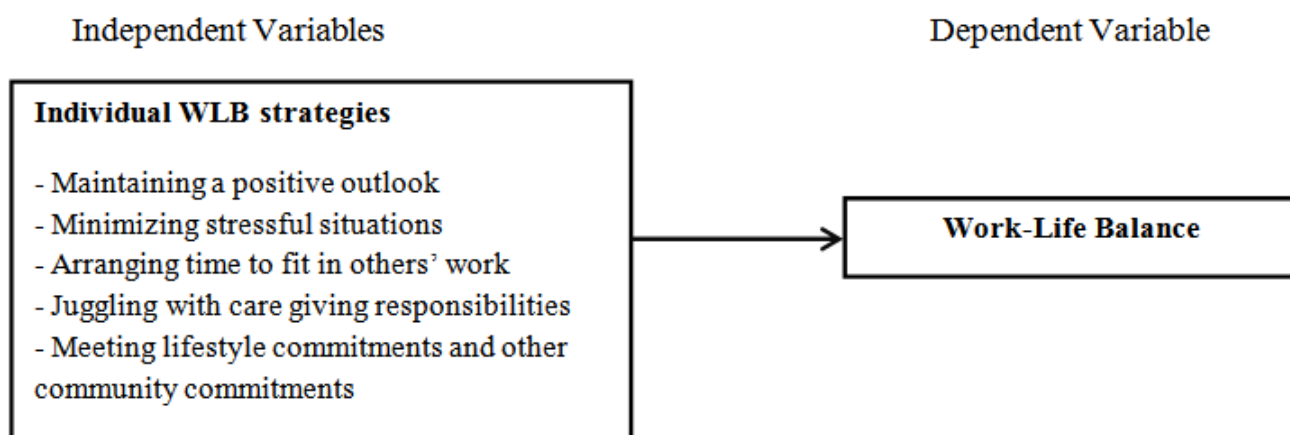 Independent Variables
Dependent Variable
Individual WLB strategies
- Maintaining a positive outlook
- Minimizing stressful situations
- Arranging time to fit in others’ work
- Juggling with care giving responsibilities
- Meeting lifestyle commitments and other
community commitments
Work-Life Balance